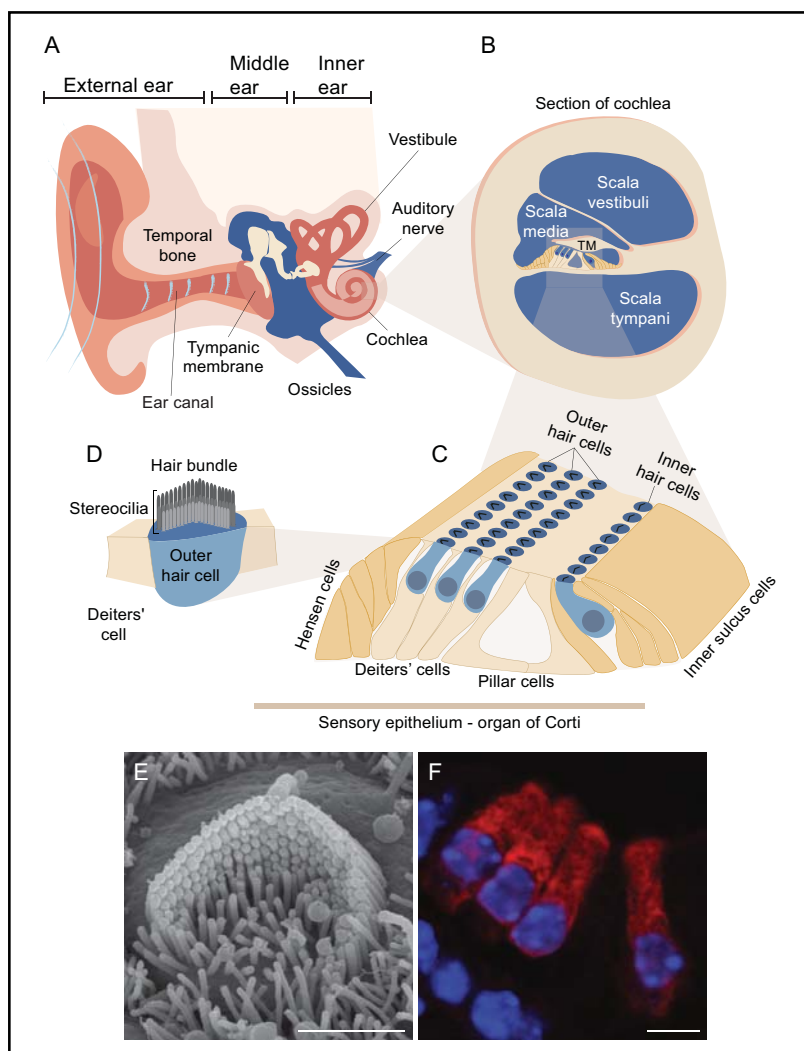 A
External ear
Middle
ear
Inner
ear
Vestibule
Auditory
nerve
Temporal
bone
Tympanic
membrane
Ear canal
Ossicles
Cochlea
B
Section of cochlea
Scala
vestibuli
Scala
media
TM
Scala
tympani
D
Hair bundle
Stereocilia
Outer
hair cell
Deiters'
cell
C
Outer
hair cells
Inner
hair cells
Hensen cells
Deiters' cells
Pillar cells
Inner sulcus cells
Sensory epithelium - organ of Corti
E
F